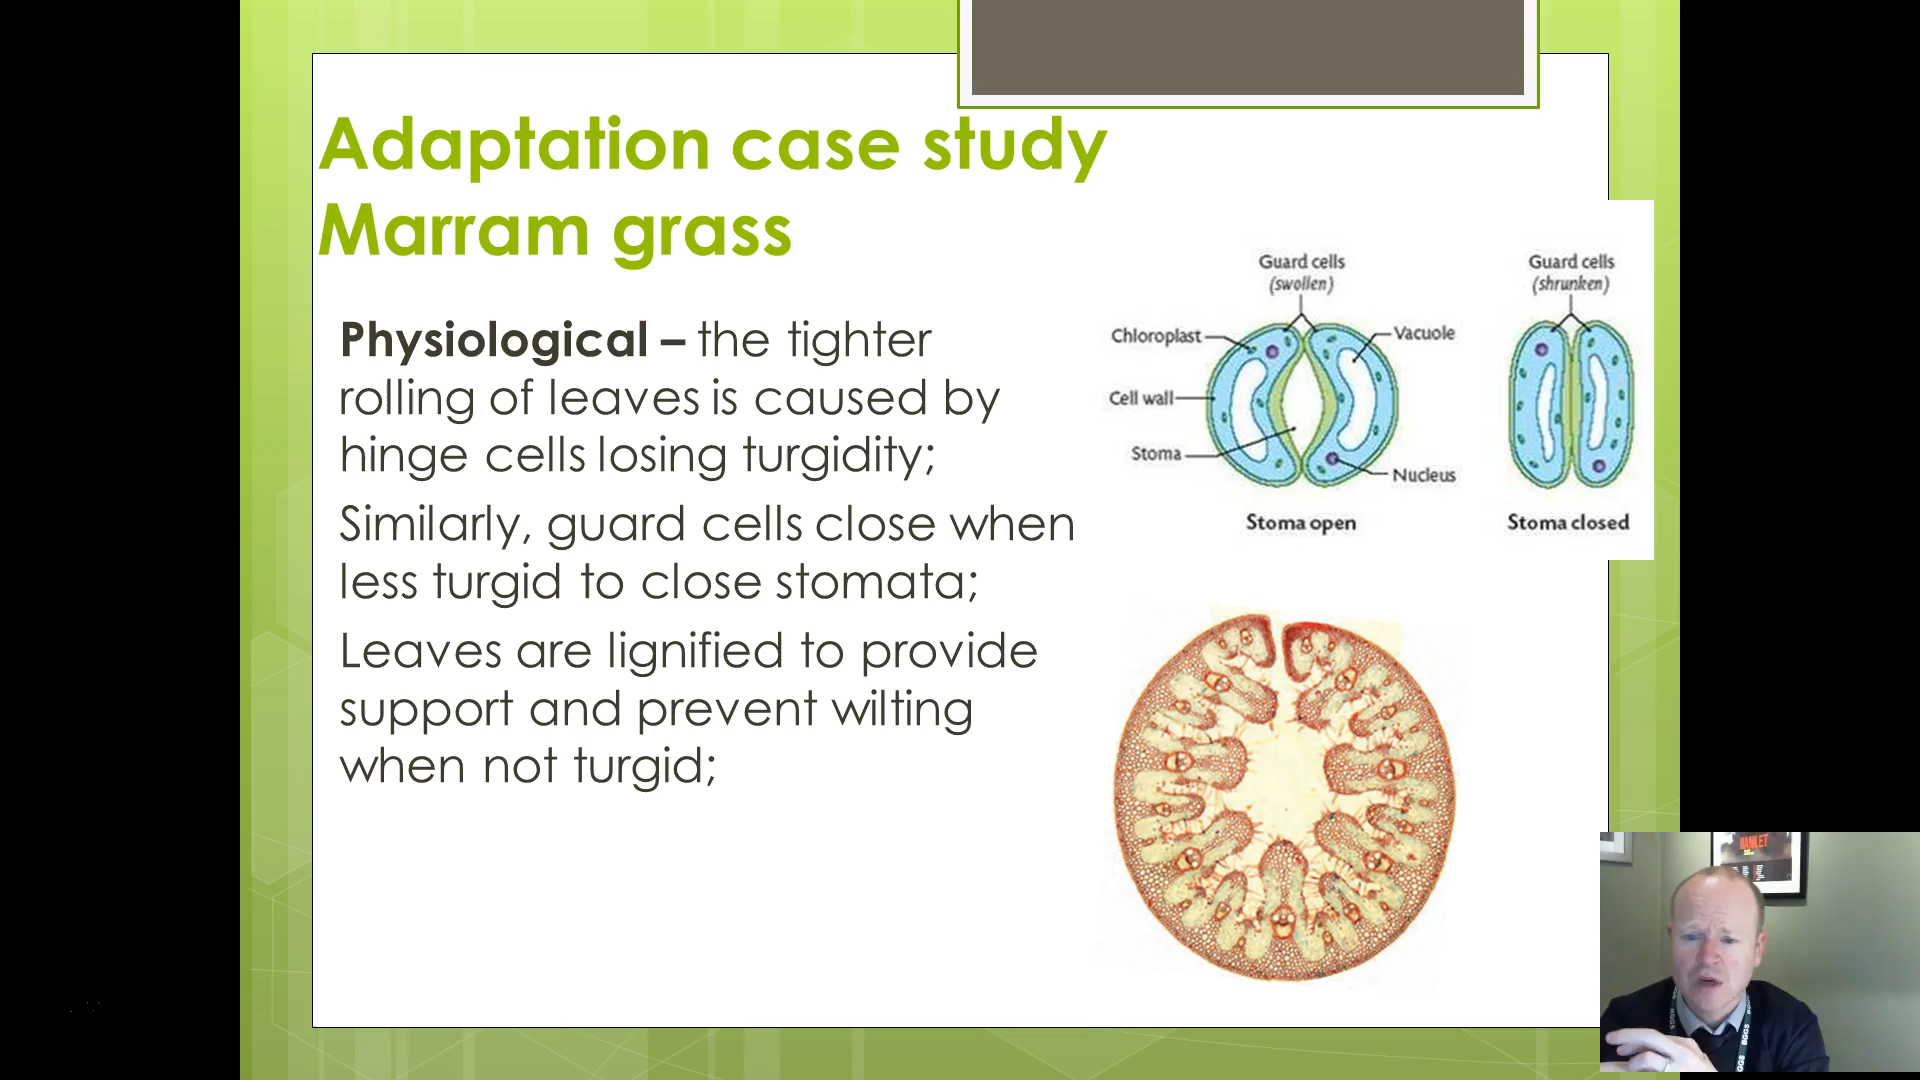 Adaptation case study
Marram grass
Physiological – the tighter
rolling of leaves is caused by
hinge cells losing turgidity;
Similarly, guard cells close when
less turgid to close stomata;
Leaves are lignified to provide
support and prevent wilting
when not turgid;
Guard cells
(swollen)
Chloroplast
Vacuole
Cell wall
Stoma
Nucleus
Stoma open
Guard cells
(shrunken)
Stoma closed
HAMLET
BGGS